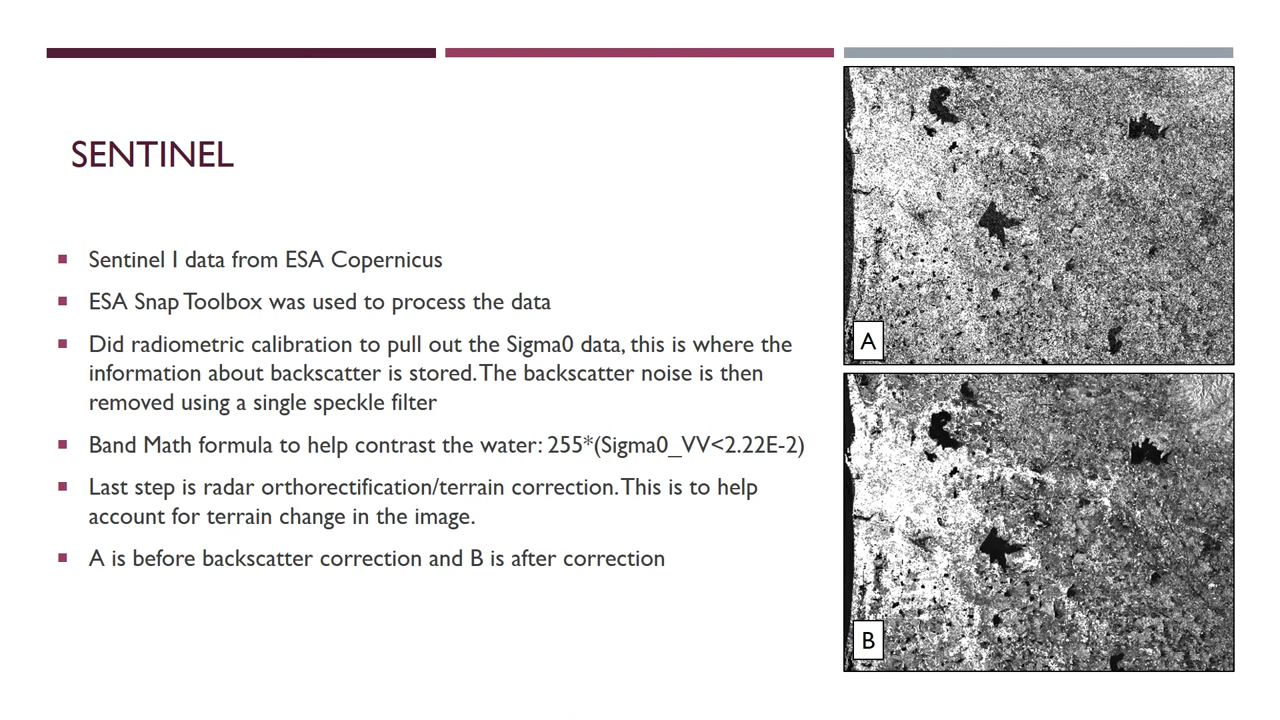 SENTINEL
Sentinel I data from ESA Copernicus
ESA Snap Toolbox was used to process the data
Did radiometric calibration to pull out the Sigma0 data, this is where the
information about backscatter is stored. The backscatter noise is then
removed using a single speckle filter
Band Math formula to help contrast the water: 255*(Sigma0_VV<2.22E-2)
Last step is radar orthorectification/terrain correction. This is to help
account for terrain change in the image.
A is before backscatter correction and B is after correction
A
B